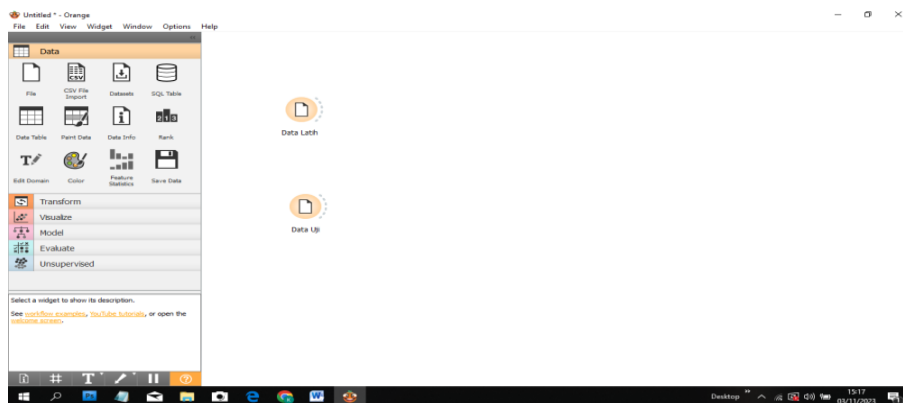 Untitled * - Orange
File Edit View Widget Window Options Help
Data
File
CSV File Import
Datasets
SQL Table
Data Table
Paint Data
Data Info
Rank
Edit Domain
Color
Feature Statistics
Save Data
Transform
Visualize
Model
Evaluate
Unsupervised
Select a widget to show its description.
See workflow examples, YouTube tutorials, or open the
welcome screen.
Data Latih
Data Uji
Desktop
15:17
03/11/2023